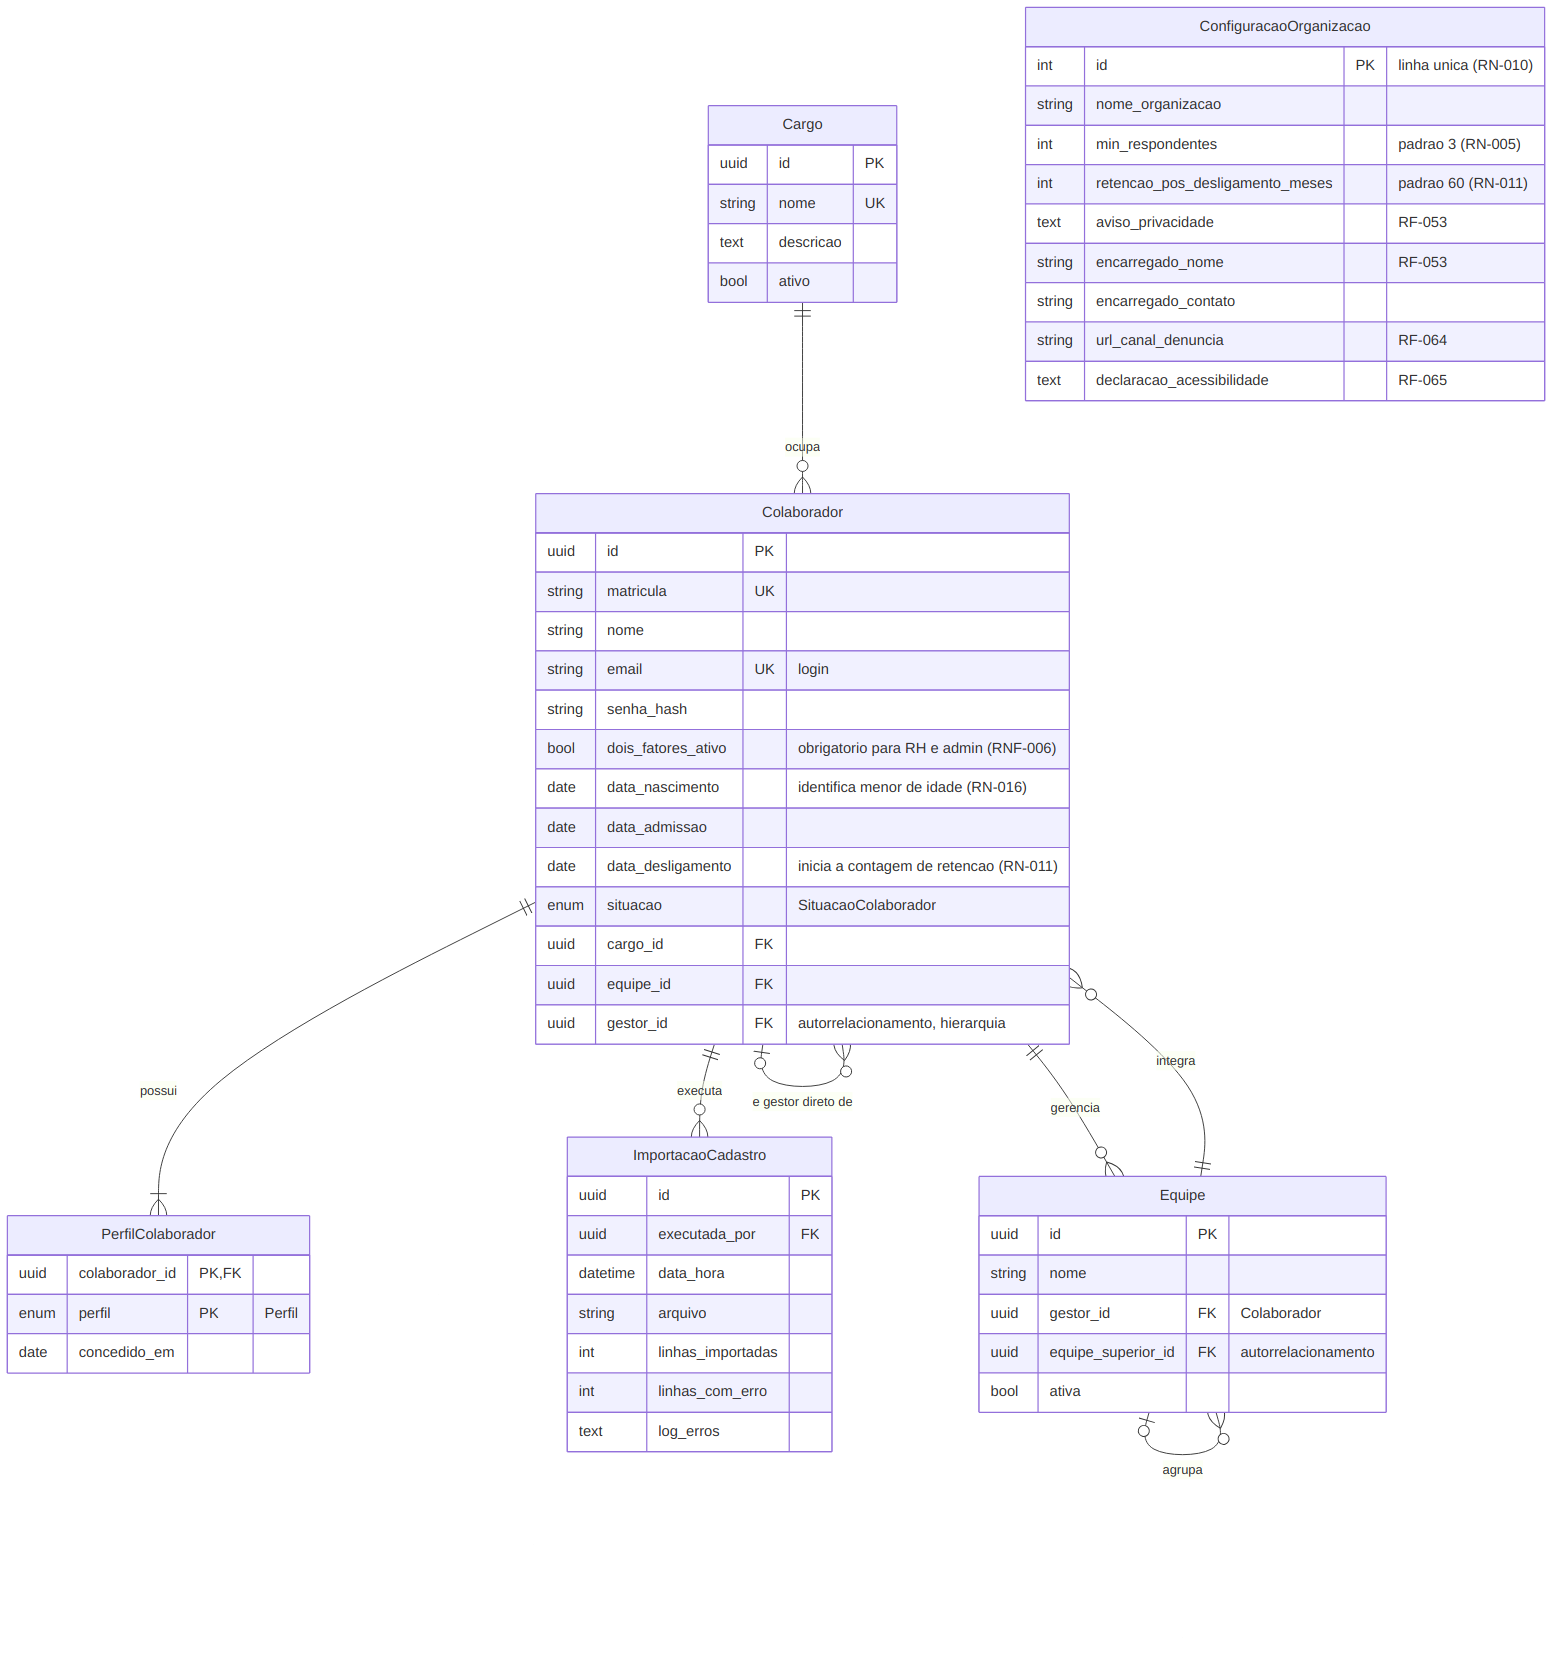 ConfiguracaoOrganizacao
int id PK linha unica (RN-010)
string nome_organizacao
int min_respondentes padrao 3 (RN-005)
int retencao_pos_desligamento_meses padrao 60 (RN-011)
text aviso_privacidade RF-053
string encarregado_nome RF-053
string encarregado_contato
string url_canal_denuncia RF-064
text declaracao_acessibilidade RF-065
Cargo
uuid id PK
string nome UK
text descricao
bool ativo
ocupa
Colaborador
uuid id PK
string matricula UK
string nome
string email UK login
string senha_hash
bool dois_fatores_ativo obrigatorio para RH e admin (RNF-006)
date data_nascimento identifica menor de idade (RN-016)
date data_admissao
date data_desligamento inicia a contagem de retencao (RN-011)
enum situacao SituacaoColaborador
uuid cargo_id FK
uuid equipe_id FK
uuid gestor_id FK autorrelacionamento, hierarquia
possui
executa
e gestor direto de
gerencia
integra
PerfilColaborador
uuid colaborador_id PK,FK
enum perfil PK Perfil
date concedido_em
ImportacaoCadastro
uuid id PK
uuid executada_por FK
datetime data_hora
string arquivo
int linhas_importadas
int linhas_com_erro
text log_erros
Equipe
uuid id PK
string nome
uuid gestor_id FK Colaborador
uuid equipe_superior_id FK autorrelacionamento
bool ativa
agrupa